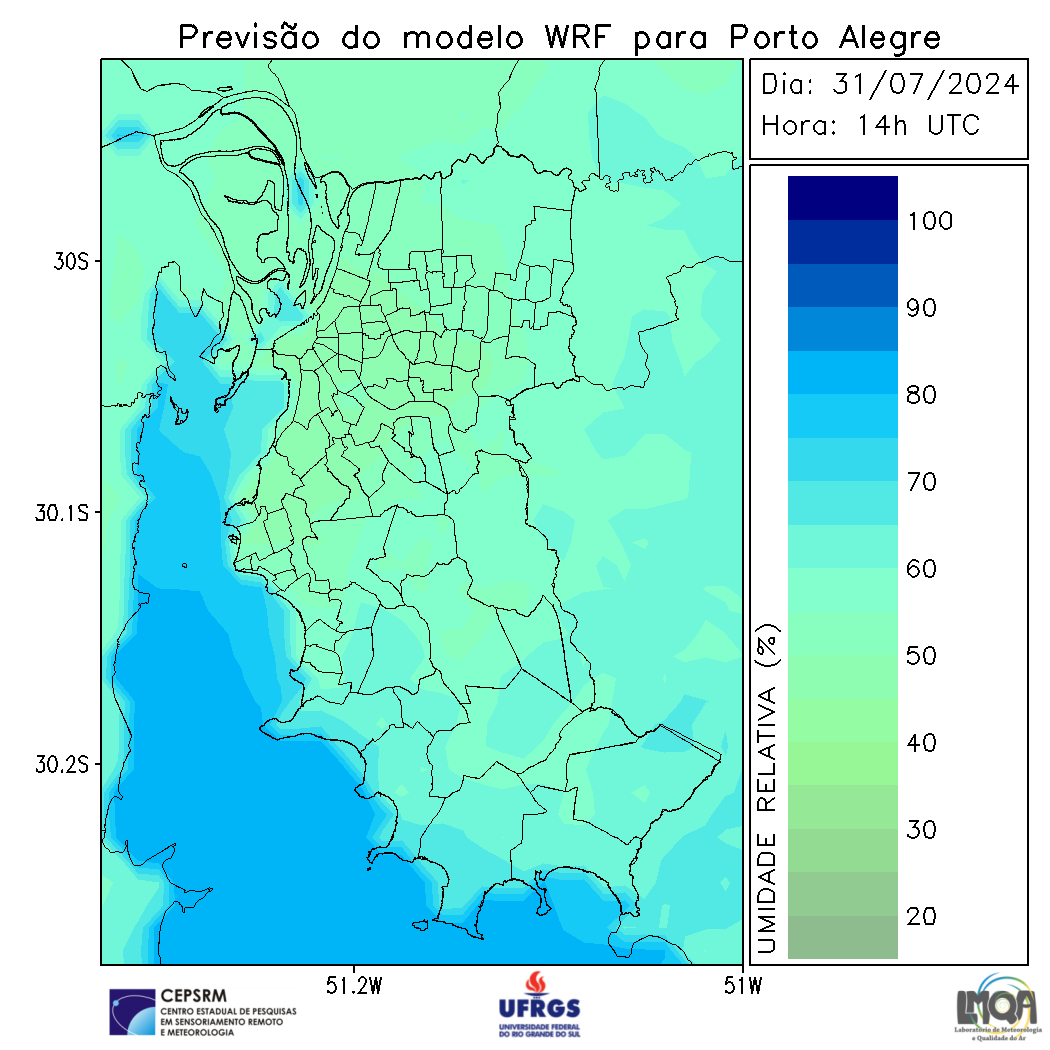 Previsão do modelo WRF para Porto Alegre
Dia: 31/07/2024
Hora: 14h UTC
30S
30.1S
30.2S
51.2W
51W
UMIDADE RELATIVA (%)
100
90
80
70
60
50
40
30
20
CEPSRM
CENTRO ESTADUAL DE PESQUISAS
EM SENSORIAMENTO REMOTO
E METEOROLOGIA
UFRGS
UNIVERSIDADE FEDERAL
DO RIO GRANDE DO SUL
LMQA
Laboratório de Meteorologia
e Qualidade do Ar